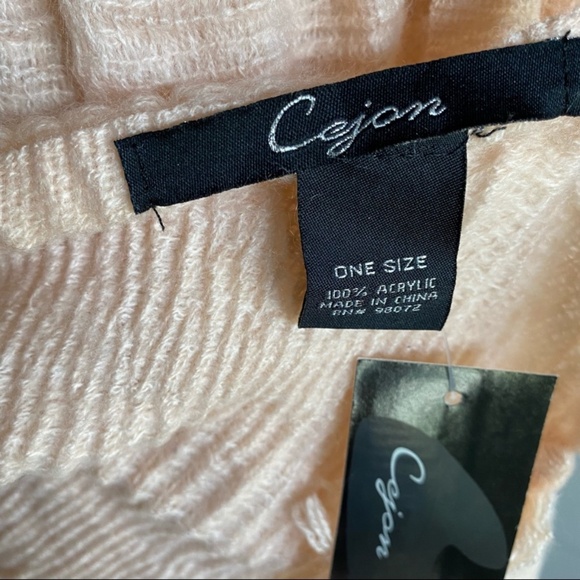 Cejon
ONE SIZE
100% ACRYLIC
MADE IN CHINA
RN# 98072
Cejon